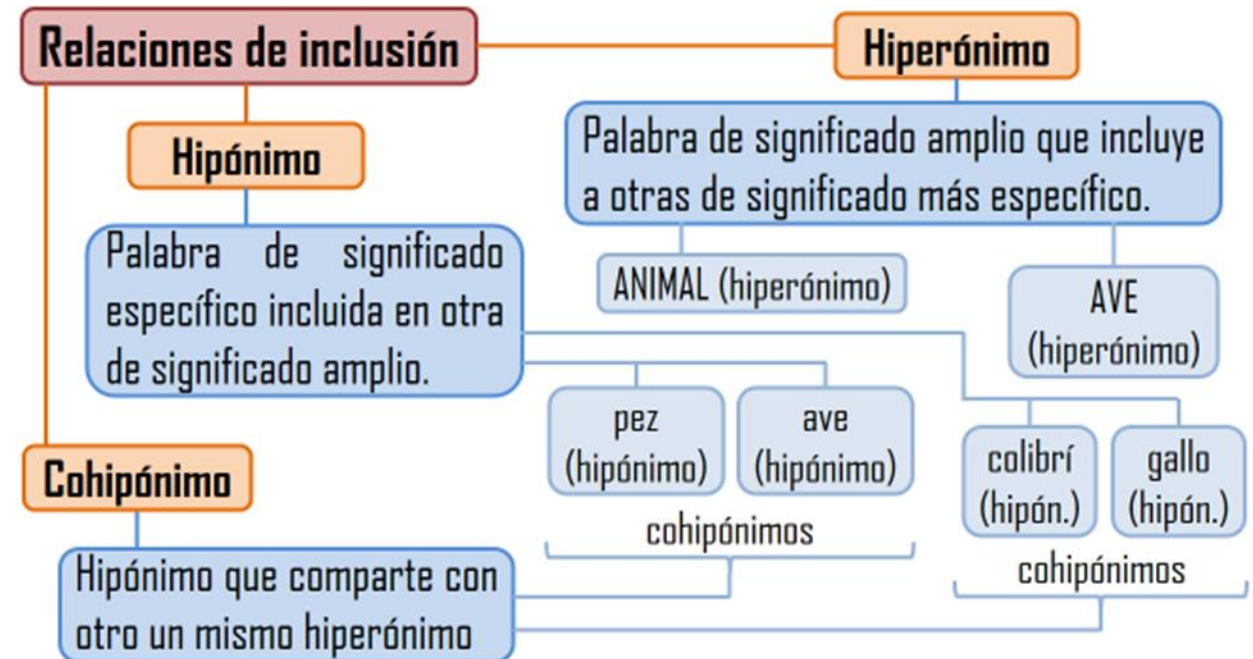 Relaciones de inclusión
Hiperónimo
Palabra de significado amplio que incluye
a otras de significado más específico.
Hipónimo
Palabra de significado
específico incluida en otra
de significado amplio.
ANIMAL (hiperónimo)
AVE
(hiperónimo)
pez
(hipónimo)
ave
(hipónimo)
colibrí
(hipón.)
gallo
(hipón.)
cohipónimos
cohipónimos
Cohipónimo
Hipónimo que comparte con
otro un mismo hiperónimo